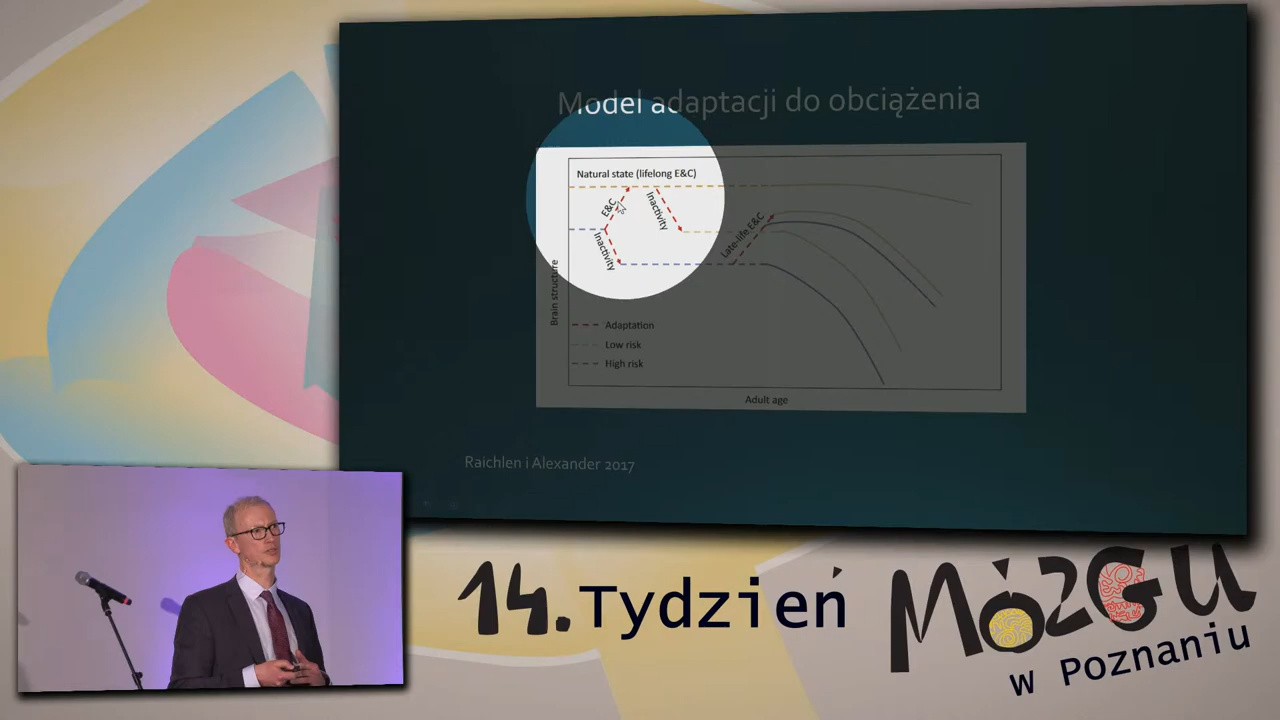 Model adaptacji do obciążenia
Natural state (lifelong E&C)
E&C
Inactivity
Inactivity
Late-life E&C
Brain structure
Adaptation
Low risk
High risk
Adult age
Raichlen i Alexander 2017
14. Tydzień MÓZGU
w Poznaniu